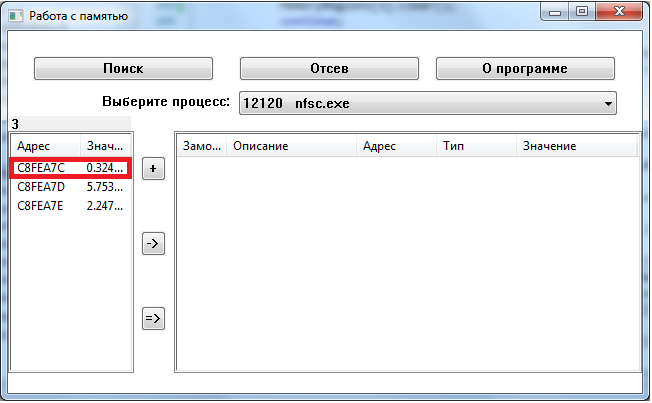 Работа с памятью
Поиск Отсев О программе
Выберите процесс: 12120 nfsc.exe
3
Адрес Знач... Замо... Описание Адрес Тип Значение
C8FEA7C 0.324... +
C8FEA7D 5.753...
C8FEA7E 2.247...
->
=>